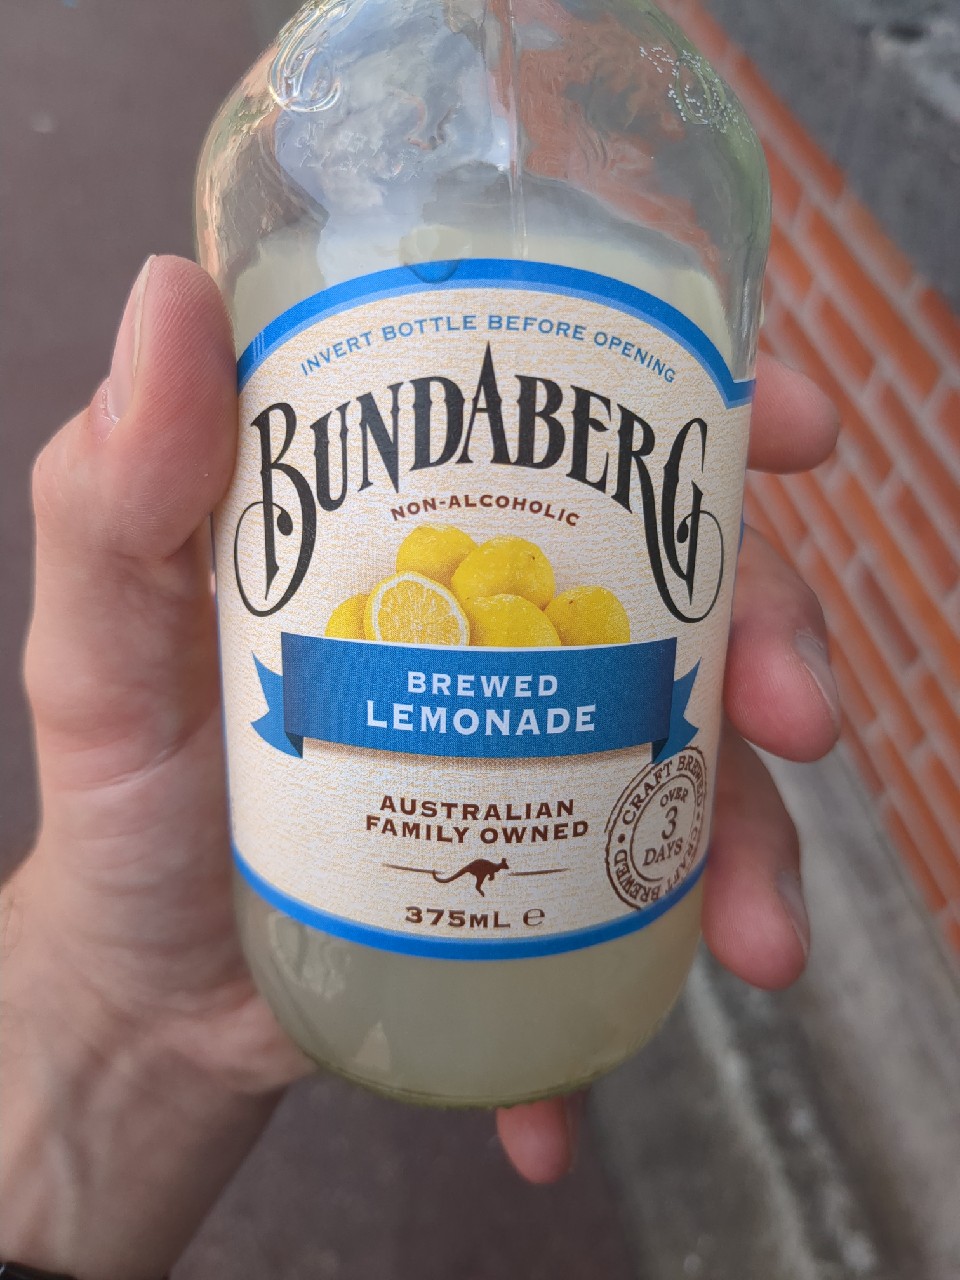 INVERT BOTTLE BEFORE OPENING
BUNDABERG
NON-ALCOHOLIC
BREWED
LEMONADE
AUSTRALIAN
FAMILY OWNED
375ML e
CRAFT BREWED • CRAFT BREWED •
OVER
3
DAYS